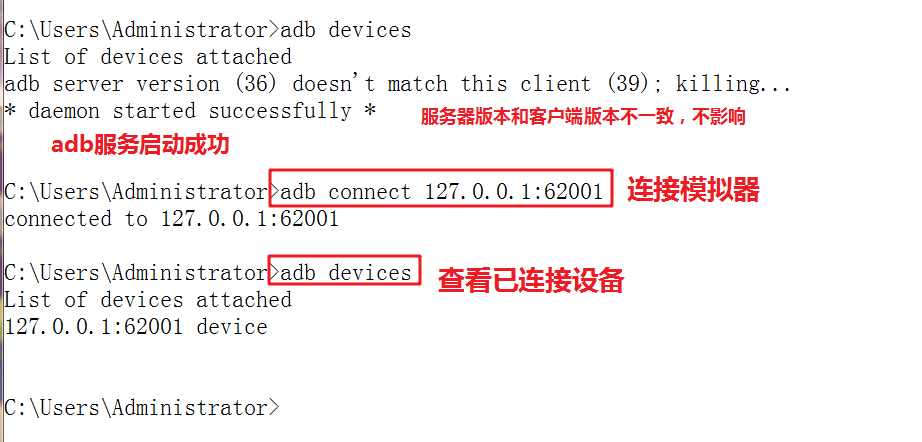 C:\Users\Administrator>adb devices
List of devices attached
adb server version (36) doesn't match this client (39); killing...
* daemon started successfully *
服务器版本和客户端版本不一致，不影响
adb服务启动成功
C:\Users\Administrator>adb connect 127.0.0.1:62001
连接模拟器
connected to 127.0.0.1:62001
C:\Users\Administrator>adb devices
查看已连接设备
List of devices attached
127.0.0.1:62001 device
C:\Users\Administrator>